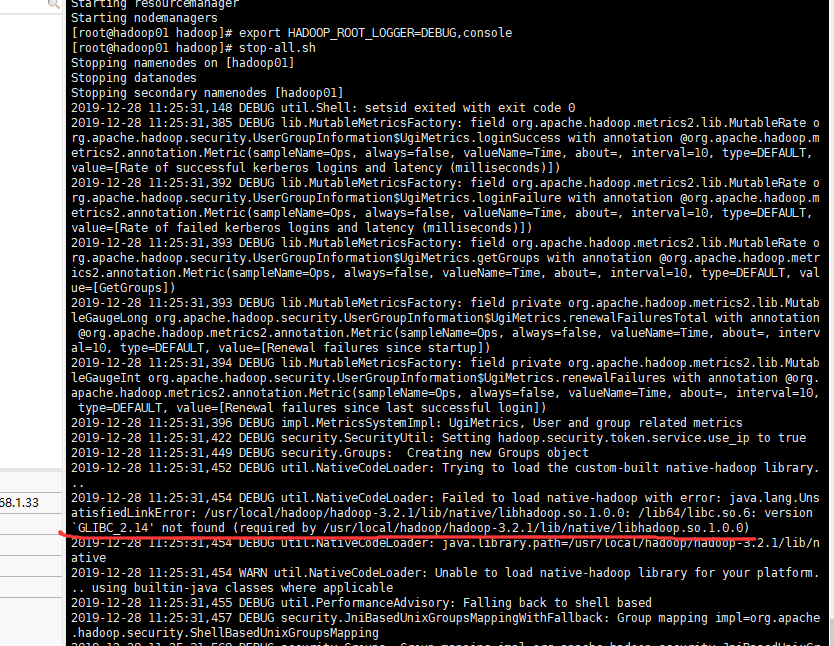 Starting resourcemanager
Starting nodemanagers
[root@hadoop01 hadoop]# export HADOOP_ROOT_LOGGER=DEBUG,console
[root@hadoop01 hadoop]# stop-all.sh
Stopping namenodes on [hadoop01]
Stopping datanodes
Stopping secondary namenodes [hadoop01]
2019-12-28 11:25:31,148 DEBUG util.Shell: setsid exited with exit code 0
2019-12-28 11:25:31,385 DEBUG lib.MutableMetricsFactory: field org.apache.hadoop.metrics2.lib.MutableRate o
rg.apache.hadoop.security.UserGroupInformation$UgiMetrics.loginSuccess with annotation @org.apache.hadoop.m
etrics2.annotation.Metric(sampleName=Ops, always=false, valueName=Time, about=, interval=10, type=DEFAULT,
value=[Rate of successful kerberos logins and latency (milliseconds)])
2019-12-28 11:25:31,392 DEBUG lib.MutableMetricsFactory: field org.apache.hadoop.metrics2.lib.MutableRate o
rg.apache.hadoop.security.UserGroupInformation$UgiMetrics.loginFailure with annotation @org.apache.hadoop.m
etrics2.annotation.Metric(sampleName=Ops, always=false, valueName=Time, about=, interval=10, type=DEFAULT,
value=[Rate of failed kerberos logins and latency (milliseconds)])
2019-12-28 11:25:31,393 DEBUG lib.MutableMetricsFactory: field org.apache.hadoop.metrics2.lib.MutableRate o
rg.apache.hadoop.security.UserGroupInformation$UgiMetrics.getGroups with annotation @org.apache.hadoop.metr
ics2.annotation.Metric(sampleName=Ops, always=false, valueName=Time, about=, interval=10, type=DEFAULT, val
ue=[GetGroups])
2019-12-28 11:25:31,393 DEBUG lib.MutableMetricsFactory: field private org.apache.hadoop.metrics2.lib.Mutab
leGaugeLong org.apache.hadoop.security.UserGroupInformation$UgiMetrics.renewalFailuresTotal with annotation
@org.apache.hadoop.metrics2.annotation.Metric(sampleName=Ops, always=false, valueName=Time, about=, interv
al=10, type=DEFAULT, value=[Renewal failures since startup])
2019-12-28 11:25:31,394 DEBUG lib.MutableMetricsFactory: field private org.apache.hadoop.metrics2.lib.Mutab
leGaugeInt org.apache.hadoop.security.UserGroupInformation$UgiMetrics.renewalFailures with annotation @org.
apache.hadoop.metrics2.annotation.Metric(sampleName=Ops, always=false, valueName=Time, about=, interval=10,
type=DEFAULT, value=[Renewal failures since last successful login])
2019-12-28 11:25:31,396 DEBUG impl.MetricsSystemImpl: UgiMetrics, User and group related metrics
2019-12-28 11:25:31,422 DEBUG security.SecurityUtil: Setting hadoop.security.token.service.use_ip to true
2019-12-28 11:25:31,449 DEBUG security.Groups:  Creating new Groups object
2019-12-28 11:25:31,452 DEBUG util.NativeCodeLoader: Trying to load the custom-built native-hadoop library.
..
68.1.33
2019-12-28 11:25:31,454 DEBUG util.NativeCodeLoader: Failed to load native-hadoop with error: java.lang.Uns
atisfiedLinkError: /usr/local/hadoop/hadoop-3.2.1/lib/native/libhadoop.so.1.0.0: /lib64/libc.so.6: version
`GLIBC_2.14' not found (required by /usr/local/hadoop/hadoop-3.2.1/lib/native/libhadoop.so.1.0.0)
2019-12-28 11:25:31,454 DEBUG util.NativeCodeLoader: java.library.path=/usr/local/hadoop/hadoop-3.2.1/lib/n
ative
2019-12-28 11:25:31,454 WARN util.NativeCodeLoader: Unable to load native-hadoop library for your platform.
.. using builtin-java classes where applicable
2019-12-28 11:25:31,455 DEBUG util.PerformanceAdvisory: Falling back to shell based
2019-12-28 11:25:31,457 DEBUG security.JniBasedUnixGroupsMappingWithFallback: Group mapping impl=org.apache
.hadoop.security.ShellBasedUnixGroupsMapping